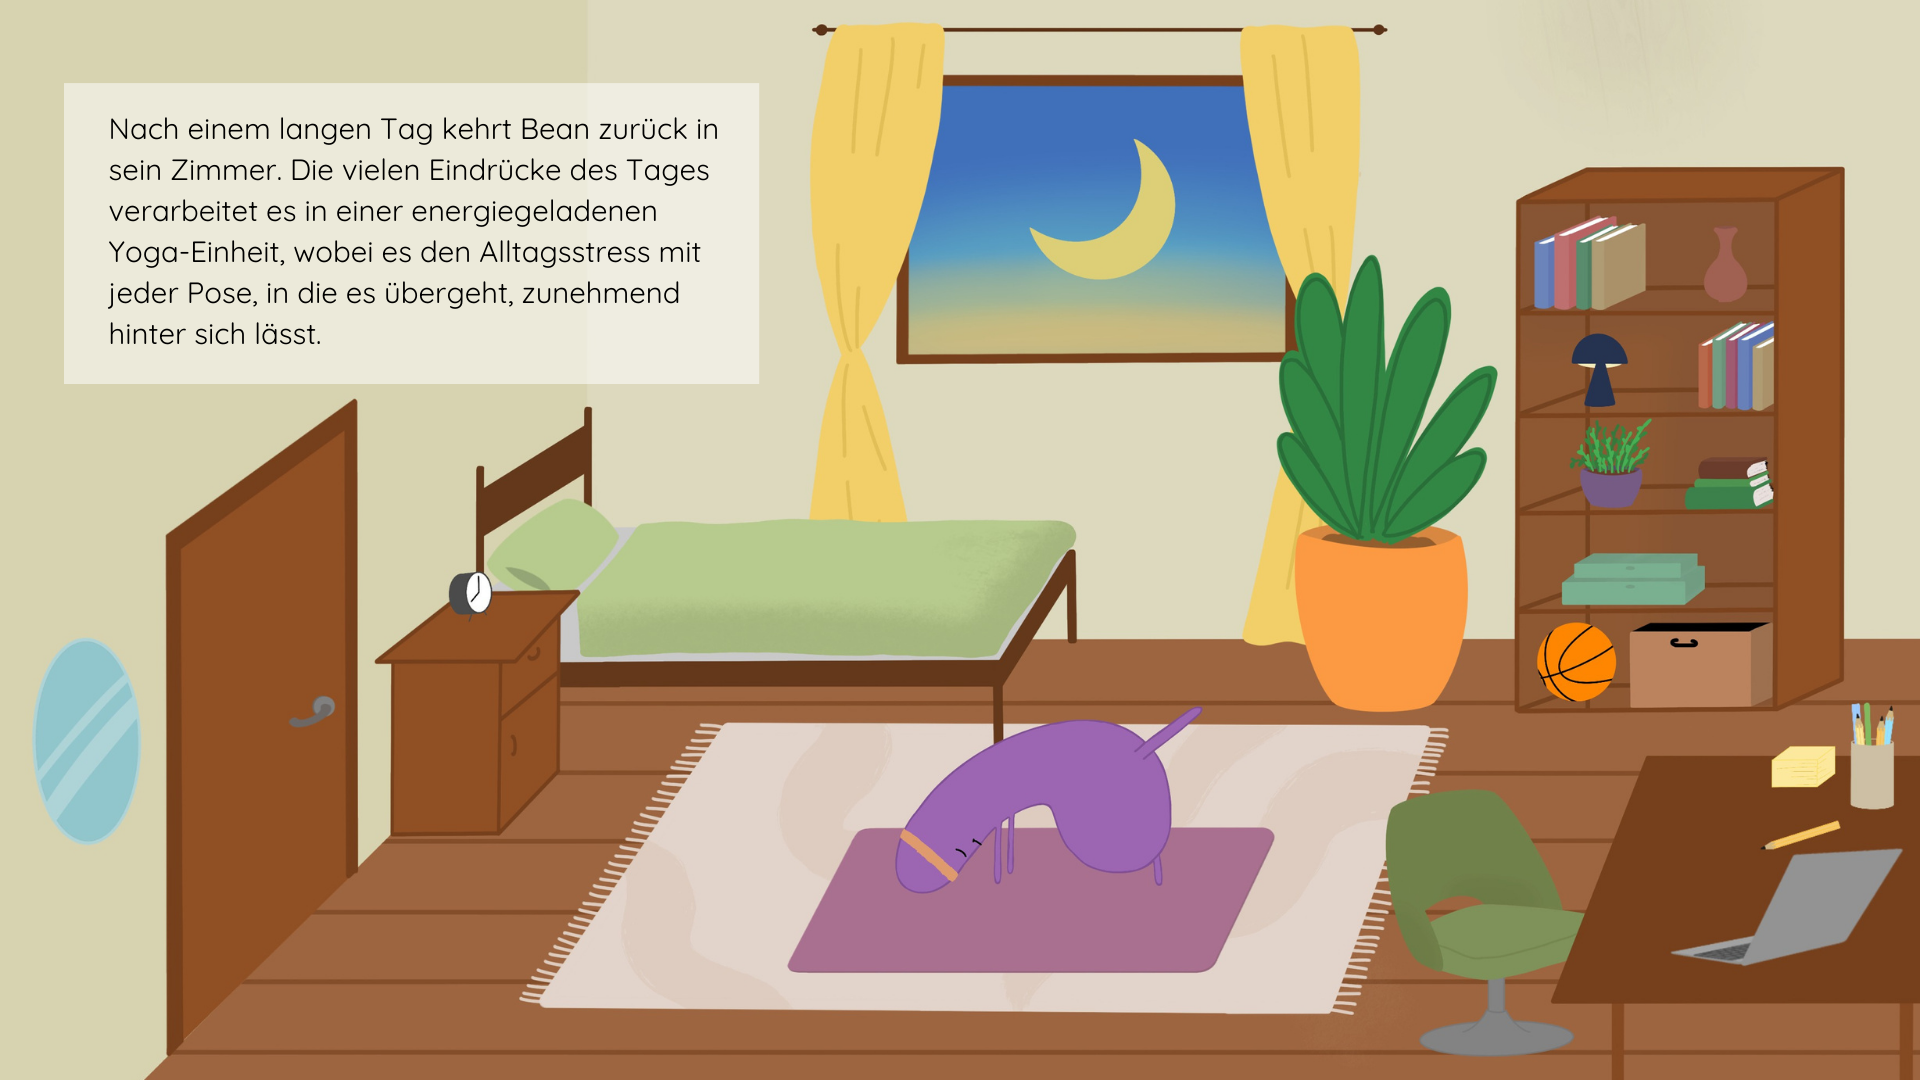 Nach einem langen Tag kehrt Bean zurück in
sein Zimmer. Die vielen Eindrücke des Tages
verarbeitet es in einer energiegeladenen
Yoga-Einheit, wobei es den Alltagsstress mit
jeder Pose, in die es übergeht, zunehmend
hinter sich lässt.